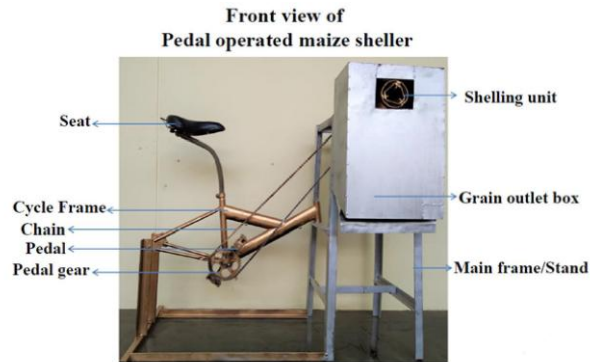 Front view of
Pedal operated maize sheller
Shelling unit
Seat
Grain outlet box
Cycle Frame
Chain
Pedal
Pedal gear
Main frame/Stand